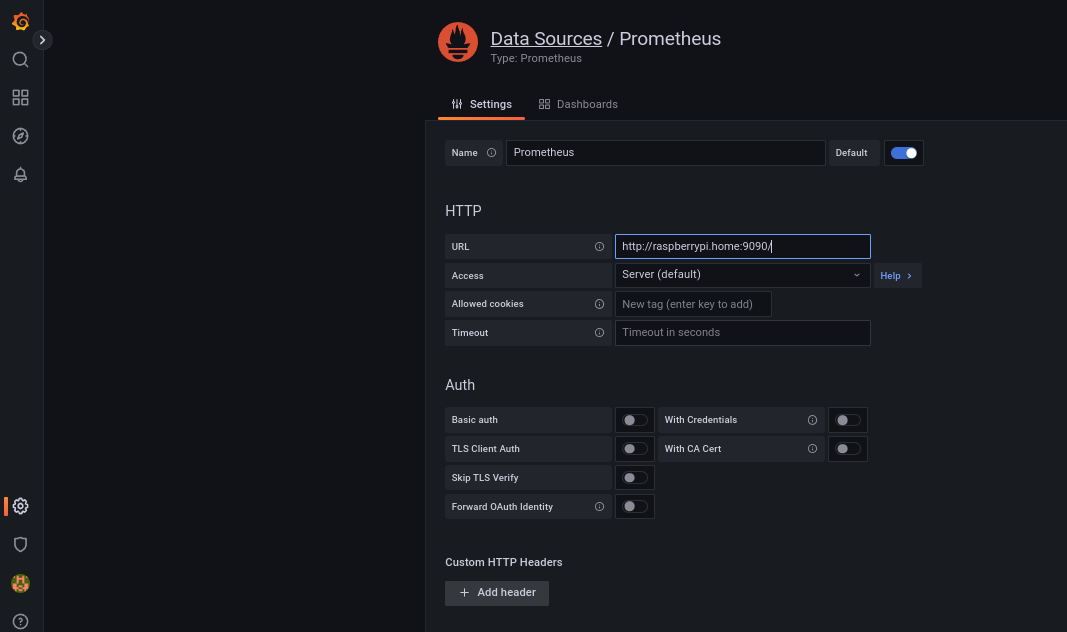 Data Sources / Prometheus
Type: Prometheus
Settings Dashboards
Name Prometheus Default
HTTP
URL http://raspberrypi.home:9090/
Access Server (default) Help >
Allowed cookies New tag (enter key to add)
Timeout Timeout in seconds
Auth
Basic auth With Credentials
TLS Client Auth With CA Cert
Skip TLS Verify
Forward OAuth Identity
Custom HTTP Headers
+ Add header